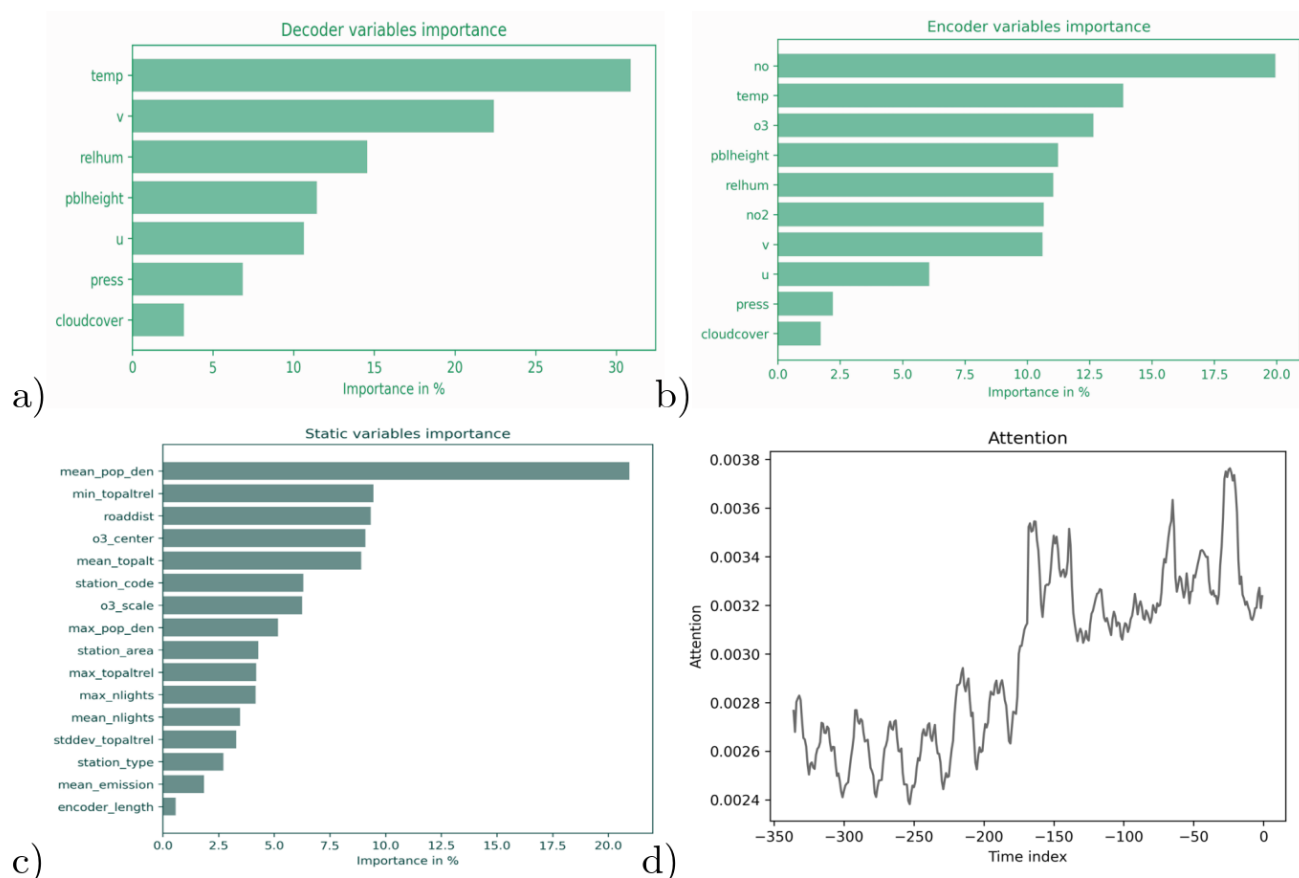 Decoder variables importance
temp
v
relhum
pblheight
u
press
cloudcover
0 5 10 15 20 25 30
Importance in %
a)
Encoder variables importance
no
temp
o3
pblheight
relhum
no2
v
u
press
cloudcover
0.0 2.5 5.0 7.5 10.0 12.5 15.0 17.5 20.0
Importance in %
b)
Static variables importance
mean_pop_den
min_topaltrel
roaddist
o3_center
mean_topalt
station_code
o3_scale
max_pop_den
station_area
max_topaltrel
max_nlights
mean_nlights
stddev_topaltrel
station_type
mean_emission
encoder_length
0.0 2.5 5.0 7.5 10.0 12.5 15.0 17.5 20.0
Importance in %
c)
Attention
0.0038
0.0036
0.0034
0.0032
0.0030
0.0028
0.0026
0.0024
Attention
−350 −300 −250 −200 −150 −100 −50 0
Time index
d)